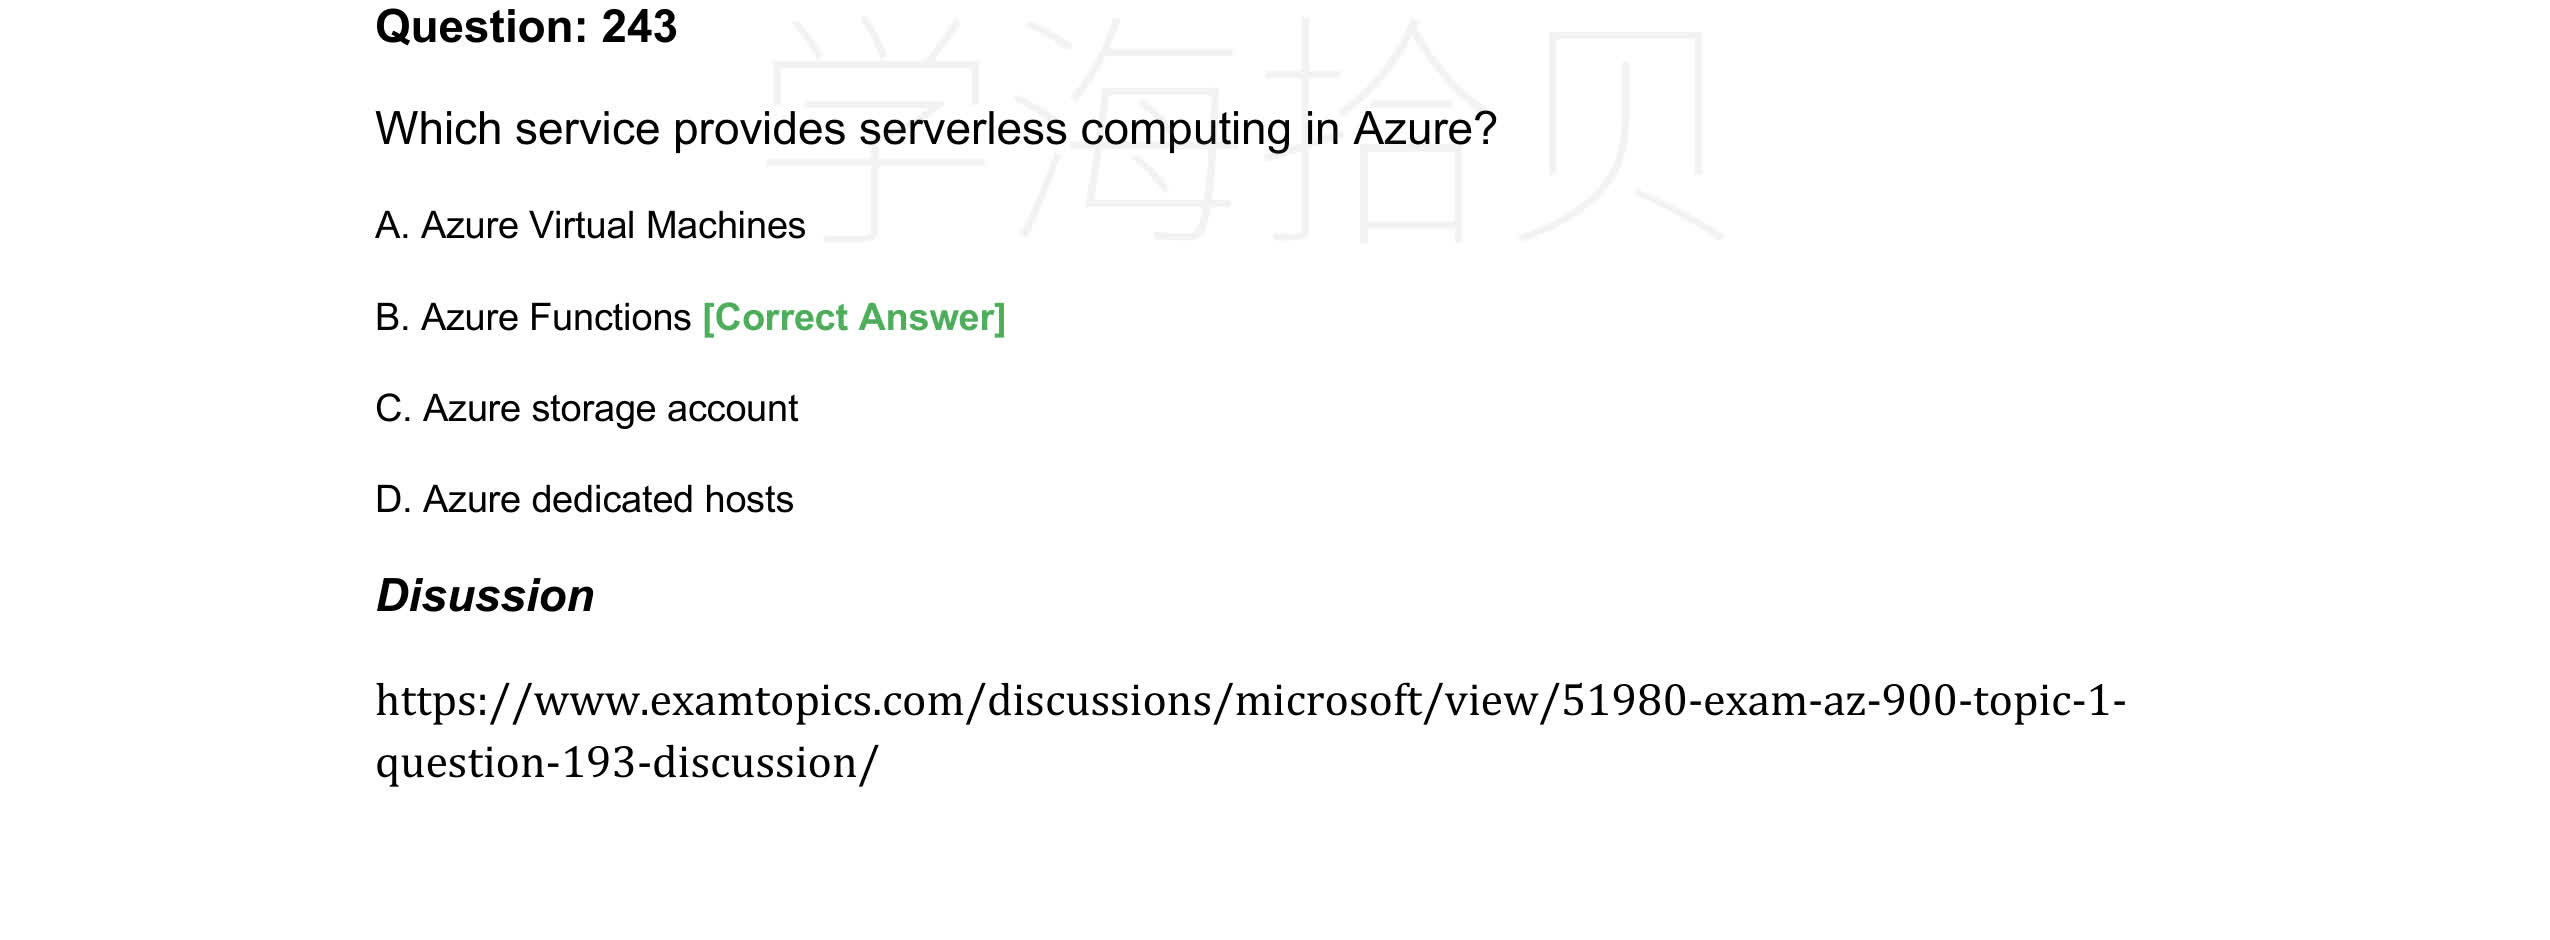 Question: 243
学海拾贝
Which service provides serverless computing in Azure?
A. Azure Virtual Machines
B. Azure Functions [Correct Answer]
C. Azure storage account
D. Azure dedicated hosts
Disussion
https://www.examtopics.com/discussions/microsoft/view/51980-exam-az-900-topic-1-
question-193-discussion/